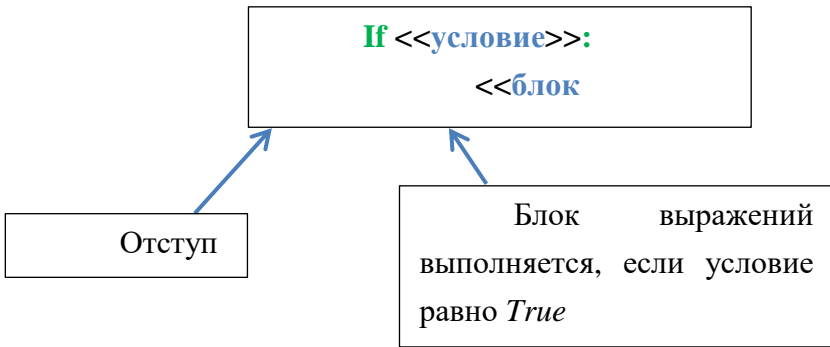 If <<условие>>:
<<блок
Отступ
Блок выражений
выполняется, если условие
равно True